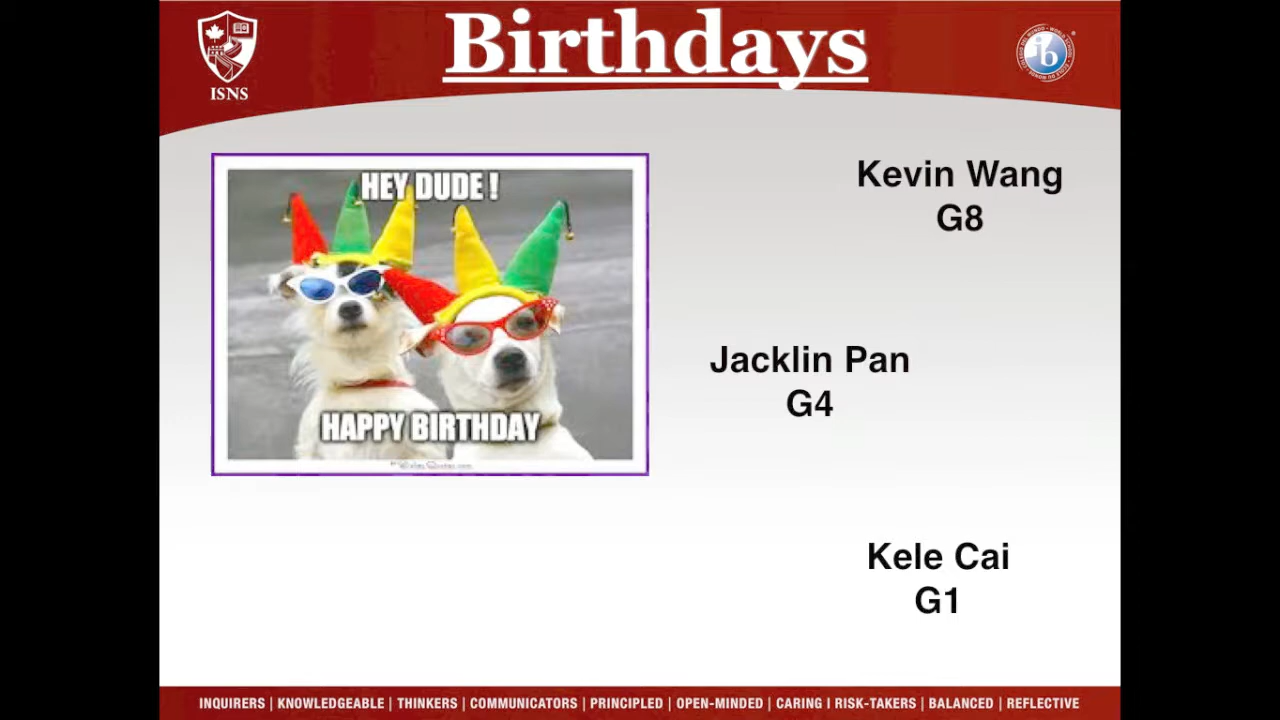 Birthdays
ISNS
ib
HEY DUDE !
HAPPY BIRTHDAY
Kevin Wang
G8
Jacklin Pan
G4
Kele Cai
G1
INQUIRERS | KNOWLEDGEABLE | THINKERS | COMMUNICATORS | PRINCIPLED | OPEN-MINDED | CARING I RISK-TAKERS | BALANCED | REFLECTIVE